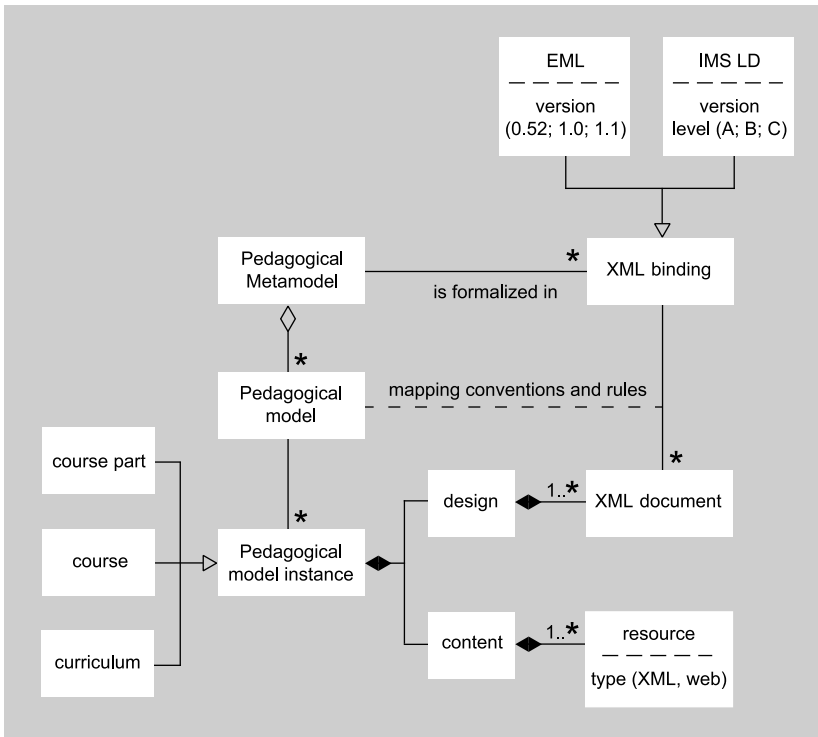 EML
version
(0.52; 1.0; 1.1)
IMS LD
version
level (A; B; C)
Pedagogical
Metamodel
*
is formalized in
XML binding
*
Pedagogical
model
mapping conventions and rules
*
*
course part
course
curriculum
Pedagogical
model instance
design
1..*
XML document
content
1..*
resource
type (XML, web)